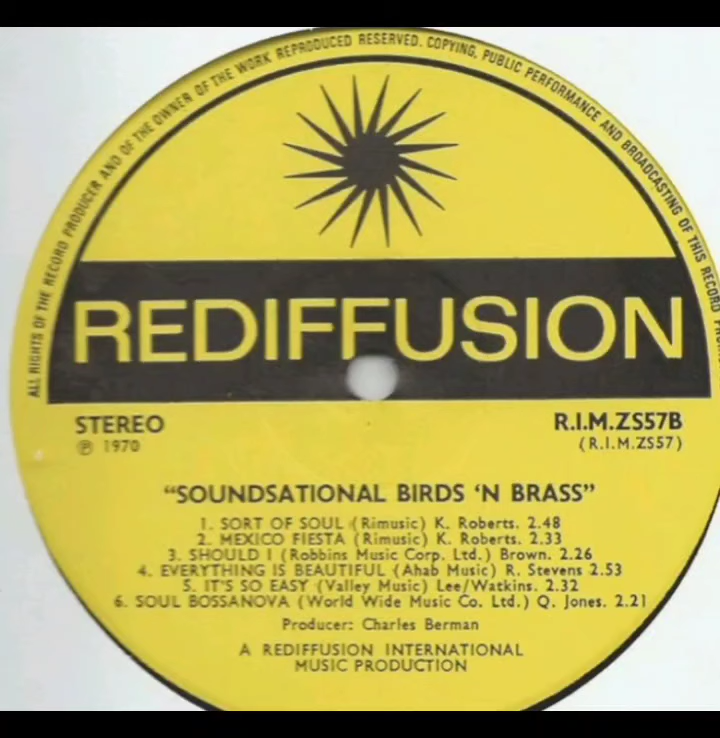 ALL RIGHTS OF THE RECORD PRODUCER AND OF THE OWNER OF THE WORK REPRODUCED RESERVED. COPYING, PUBLIC PERFORMANCE AND BROADCASTING OF THIS RECORD
REDIFFUSION
STEREO
℗ 1970
R.I.M.ZS57B
(R.I.M.ZS57)
"SOUNDSATIONAL BIRDS 'N BRASS"
1. SORT OF SOUL (Rimusic) K. Roberts. 2.48
2. MEXICO FIESTA (Rimusic) K. Roberts. 2.33
3. SHOULD I (Robbins Music Corp. Ltd.) Brown. 2.26
4. EVERYTHING IS BEAUTIFUL (Ahab Music) R. Stevens 2.53
5. IT'S SO EASY (Valley Music) Lee/Watkins. 2.32
6. SOUL BOSSANOVA (World Wide Music Co. Ltd.) Q. Jones. 2.21
Producer: Charles Berman
A REDIFFUSION INTERNATIONAL
MUSIC PRODUCTION